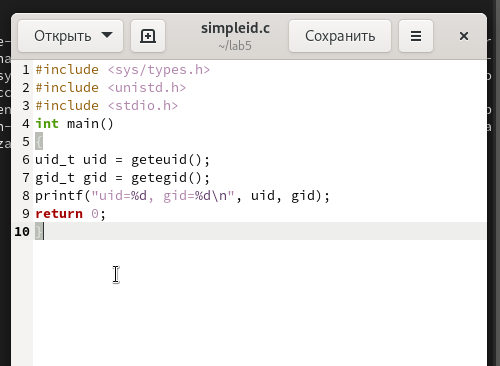 Открыть
simpleid.c
~/lab5
Сохранить
1 #include <sys/types.h>
2 #include <unistd.h>
3 #include <stdio.h>
4 int main()
5 {
6 uid_t uid = geteuid();
7 gid_t gid = getegid();
8 printf("uid=%d, gid=%d\n", uid, gid);
9 return 0;
10 }